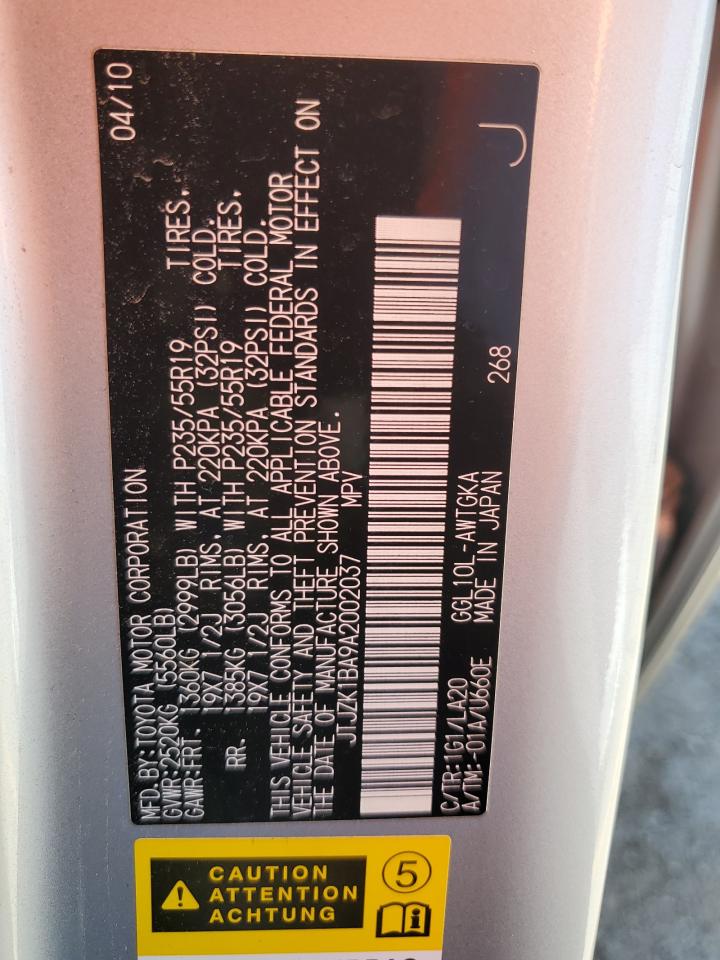 MFD. BY: TOYOTA MOTOR CORPORATION 04/10
GVWR: 2520KG (5560LB)
GAWR: FRT. 1360KG (2999LB) WITH P235/55R19 TIRES,
19X7 1/2J RIMS, AT 220KPA (32PSI) COLD.
RR. 1385KG (3056LB) WITH P235/55R19 TIRES,
19X7 1/2J RIMS, AT 220KPA (32PSI) COLD.
THIS VEHICLE CONFORMS TO ALL APPLICABLE FEDERAL MOTOR
VEHICLE SAFETY AND THEFT PREVENTION STANDARDS IN EFFECT ON
THE DATE OF MANUFACTURE SHOWN ABOVE.
JTJZK1BA9A2002037 MPV
C/TR: 1G1/LA20 GGL10L-AWTGKA
A/TM: -01A/U660E MADE IN JAPAN 268
J
CAUTION
ATTENTION
ACHTUNG
5